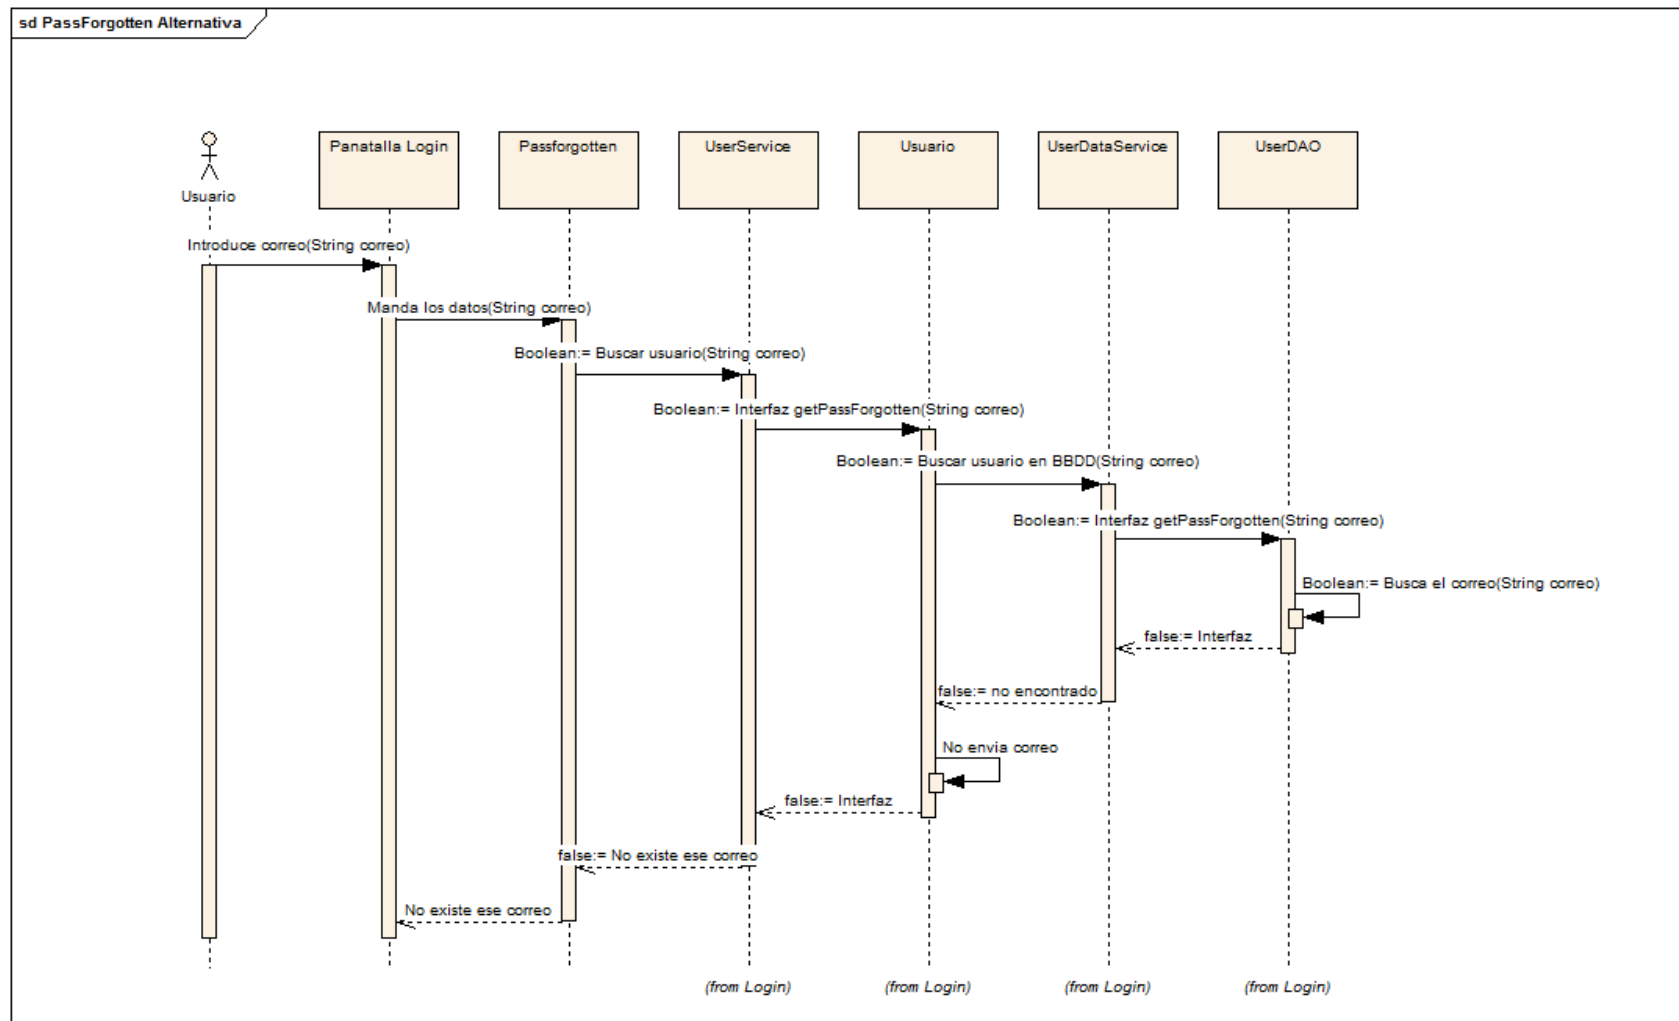 sd PassForgotten Alternativa
Usuario
Panatalla Login
Passforgotten
UserService
Usuario
UserDataService
UserDAO
Introduce correo(String correo)
Manda los datos(String correo)
Boolean:= Buscar usuario(String correo)
Boolean:= Interfaz getPassForgotten(String correo)
Boolean:= Buscar usuario en BBDD(String correo)
Boolean:= Interfaz getPassForgotten(String correo)
Boolean:= Busca el correo(String correo)
false:= Interfaz
false:= no encontrado
No envia correo
false:= Interfaz
false:= No existe ese correo
No existe ese correo
(from Login)
(from Login)
(from Login)
(from Login)